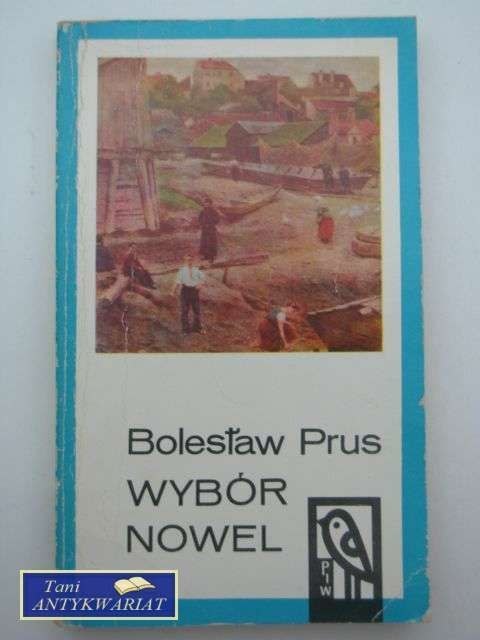 Bolesław Prus
WYBÓR
NOWEL
PIW
Tani
ANTYKWARIAT